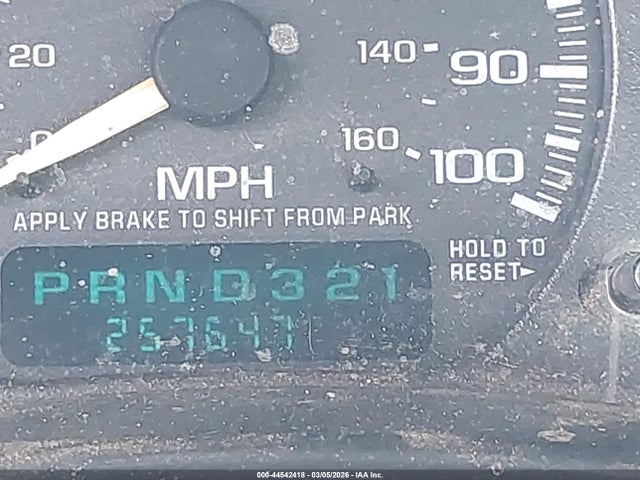 20
140
90
0
160
100
MPH
APPLY BRAKE TO SHIFT FROM PARK
HOLD TO
RESET►
PRND321
257647
000-44542418 - 03/05/2026 - IAA Inc.